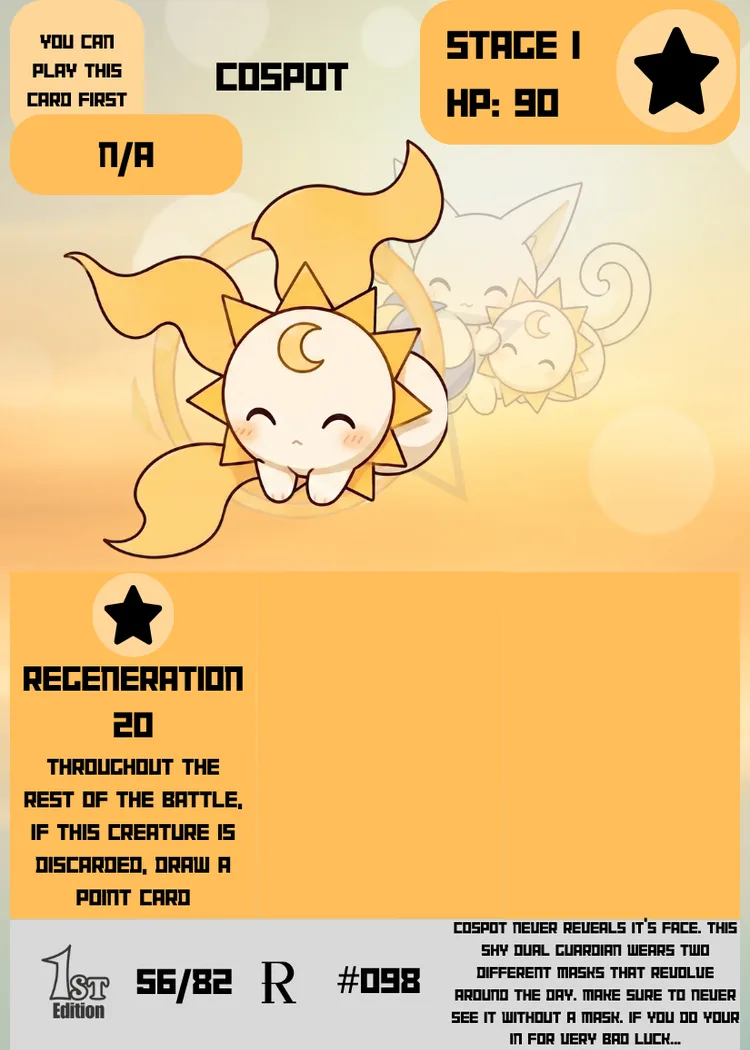 YOU CAN
PLAY THIS
CARD FIRST
N/A
COSPOT
STAGE 1
HP: 90
REGENERATION
20
THROUGHOUT THE
REST OF THE BATTLE,
IF THIS CREATURE IS
DISCARDED, DRAW A
POINT CARD
1ST
Edition
56/82
R
#098
COSPOT NEVER REVEALS IT'S FACE. THIS
SHY DUAL GUARDIAN WEARS TWO
DIFFERENT MASKS THAT REVOLVE
AROUND THE DAY. MAKE SURE TO NEVER
SEE IT WITHOUT A MASK. IF YOU DO YOUR
IN FOR VERY BAD LUCK...